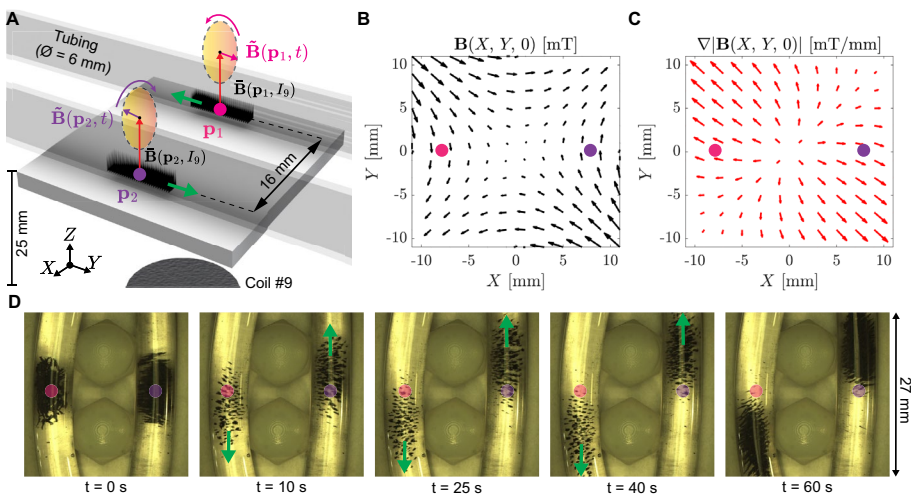 A
Tubing
(Ø = 6 mm)
B̃(p₁, t)
B̃(p₂, t)
B̄(p₁, I₉)
p₁
B̄(p₂, I₉)
p₂
16 mm
25 mm
Z
X
Y
Coil #9
B
B(X, Y, 0) [mT]
10
5
0
-5
-10
Y [mm]
-10 -5 0 5 10
X [mm]
C
∇|B(X, Y, 0)| [mT/mm]
10
5
0
-5
-10
Y [mm]
-10 -5 0 5 10
X [mm]
D
27 mm
t = 0 s
t = 10 s
t = 25 s
t = 40 s
t = 60 s